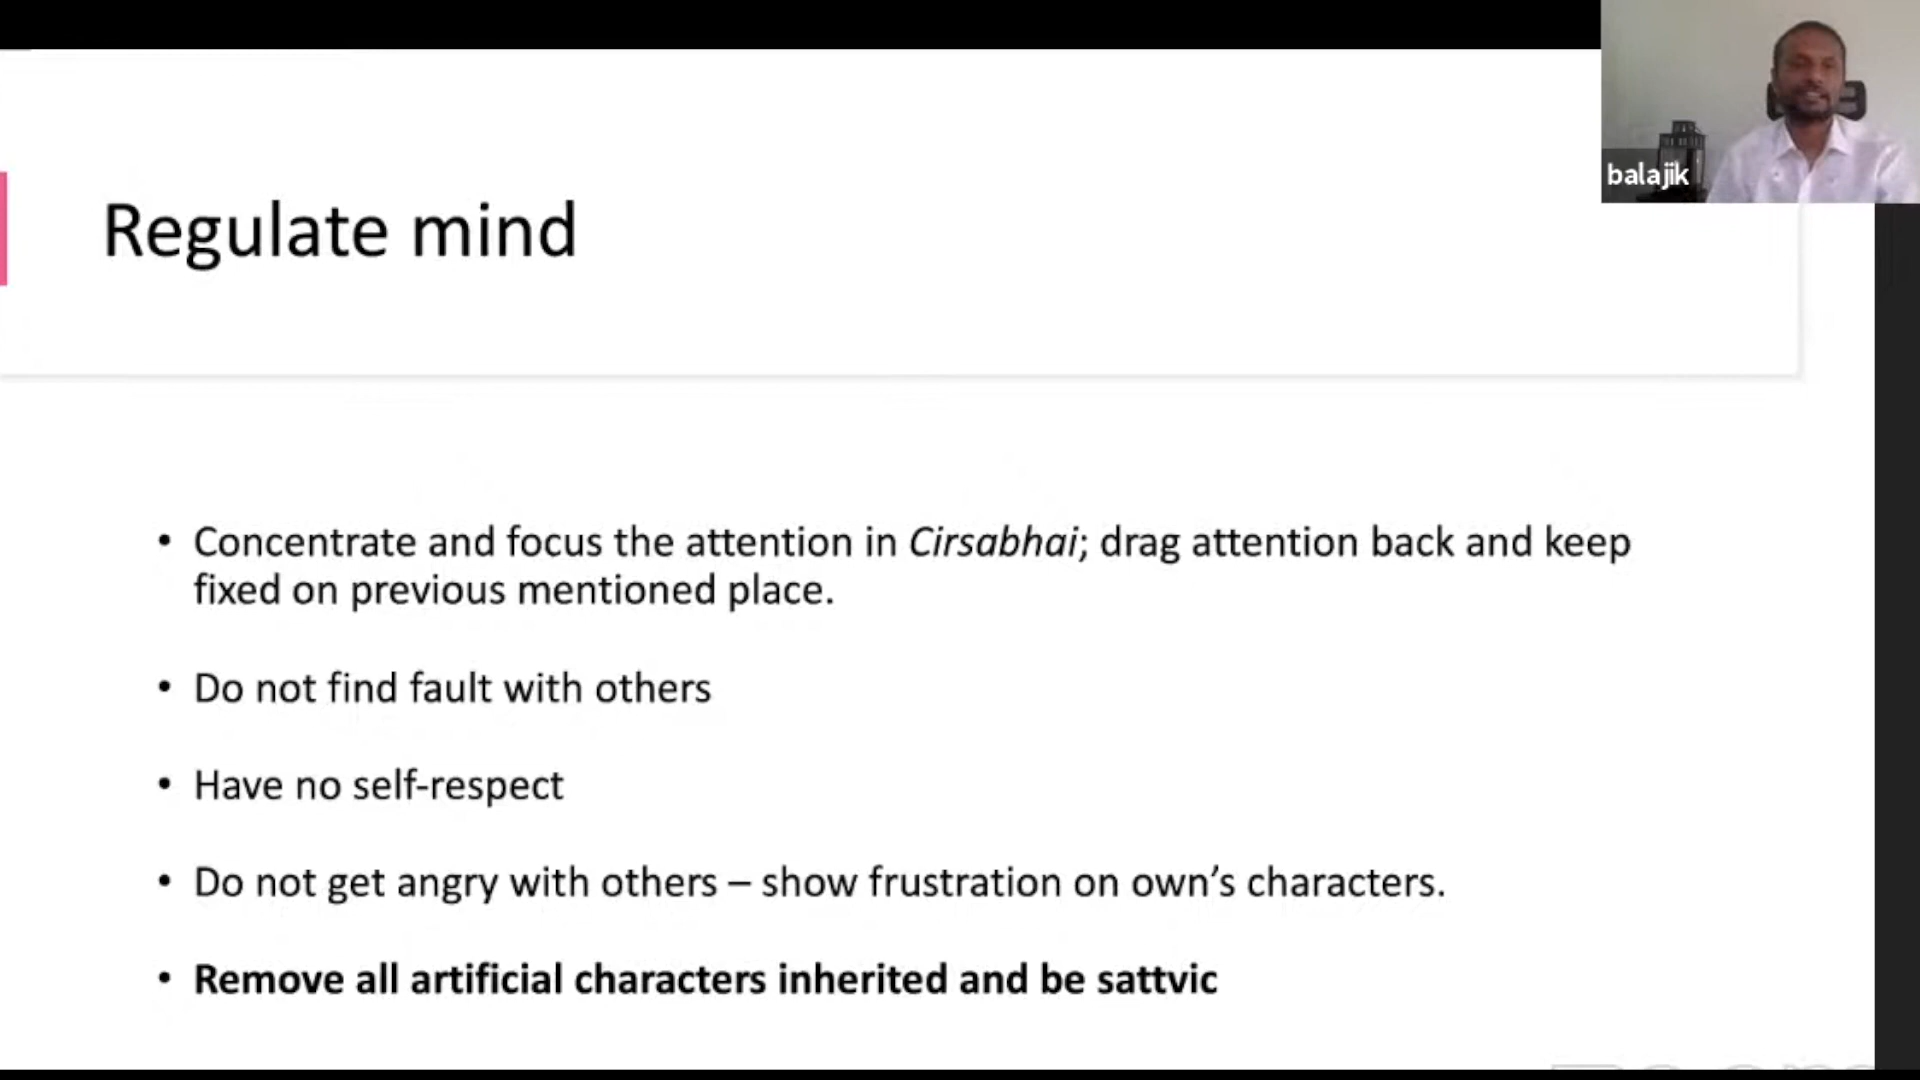 balajik
Regulate mind
• Concentrate and focus the attention in Cirsabhai; drag attention back and keep
fixed on previous mentioned place.
• Do not find fault with others
• Have no self-respect
• Do not get angry with others – show frustration on own’s characters.
• Remove all artificial characters inherited and be sattvic